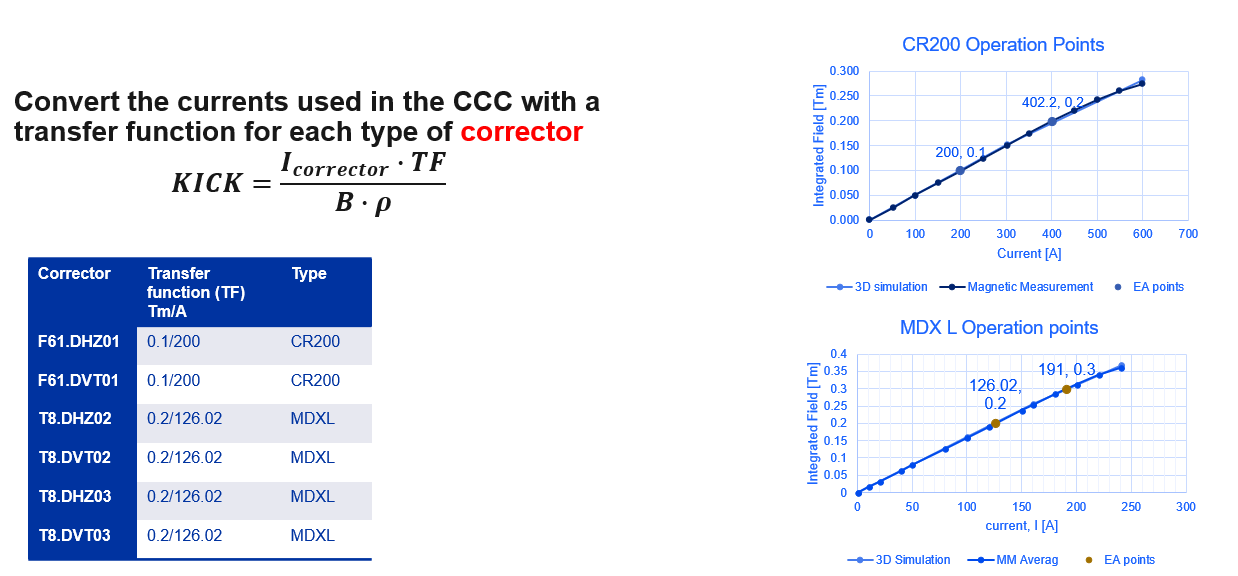 Convert the currents used in the CCC with a
transfer function for each type of corrector
KICK = I_corrector · TF / B · ρ
Corrector Transfer function (TF) Tm/A Type
F61.DHZ01 0.1/200 CR200
F61.DVT01 0.1/200 CR200
T8.DHZ02 0.2/126.02 MDXL
T8.DVT02 0.2/126.02 MDXL
T8.DHZ03 0.2/126.02 MDXL
T8.DVT03 0.2/126.02 MDXL
CR200 Operation Points
Integrated Field [Tm]
0.300
0.250
0.200
0.150
0.100
0.050
0.000
402.2, 0.2
200, 0.1
0 100 200 300 400 500 600 700
Current [A]
3D simulation Magnetic Measurement EA points
MDX L Operation points
Integrated Field [Tm]
0.4
0.35
0.3
0.25
0.2
0.15
0.1
0.05
0
191, 0.3
126.02,
0.2
0 50 100 150 200 250 300
current, I [A]
3D Simulation MM Averag EA points